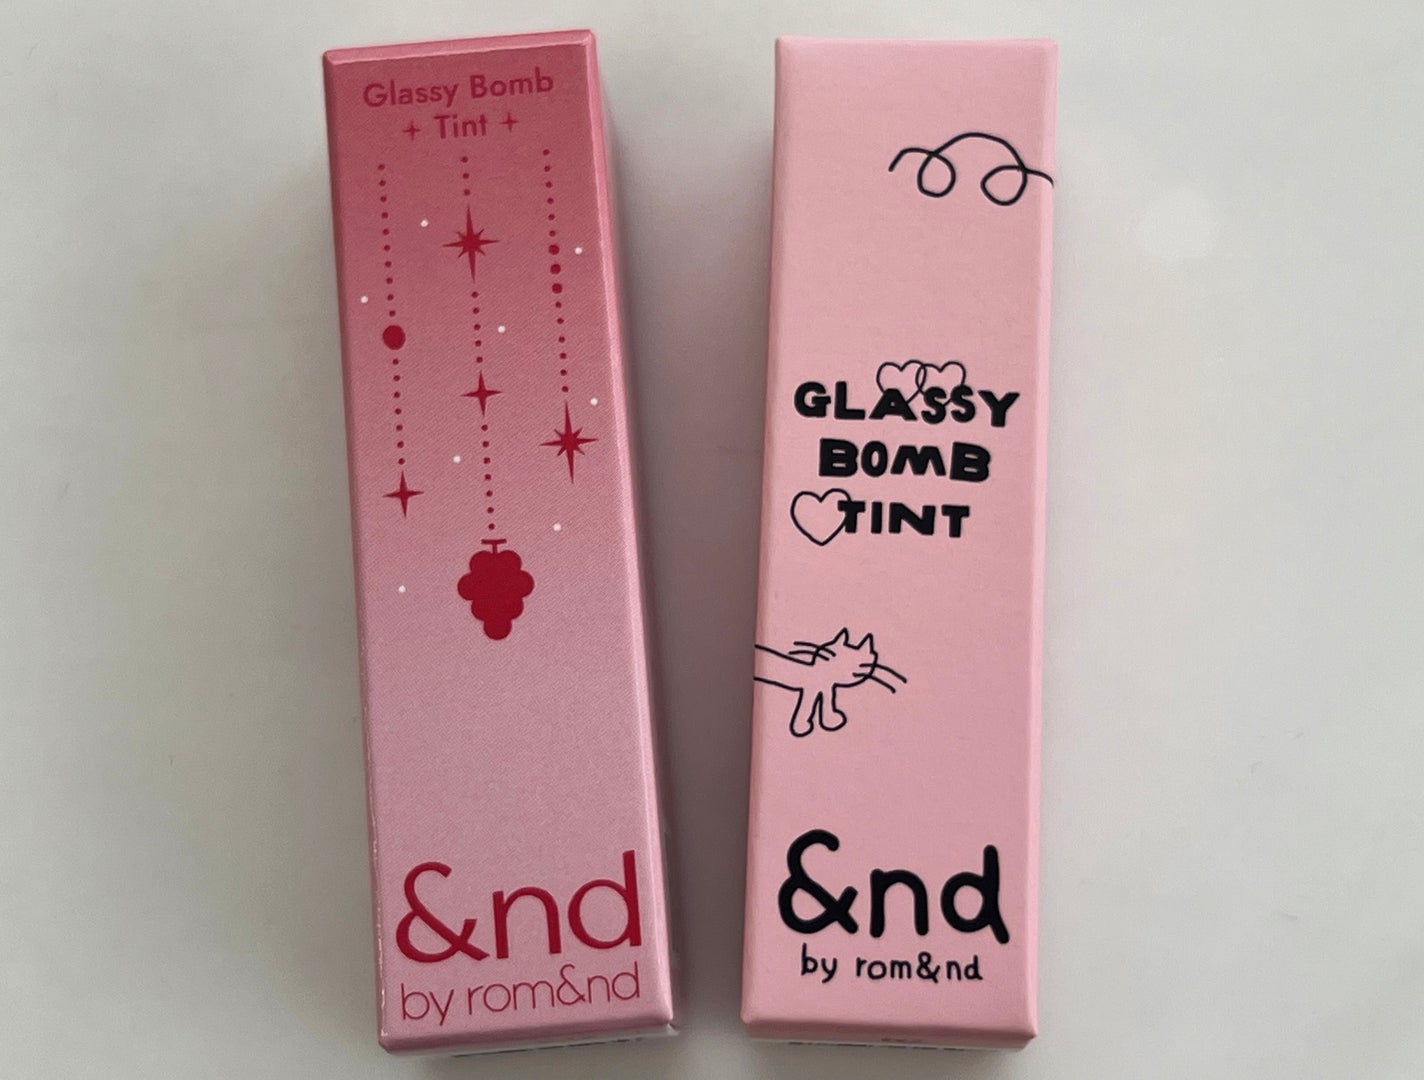 Glassy Bomb
Tint
&nd
by rom&nd
GLASSY
BOMB
TINT
&nd
by rom&nd